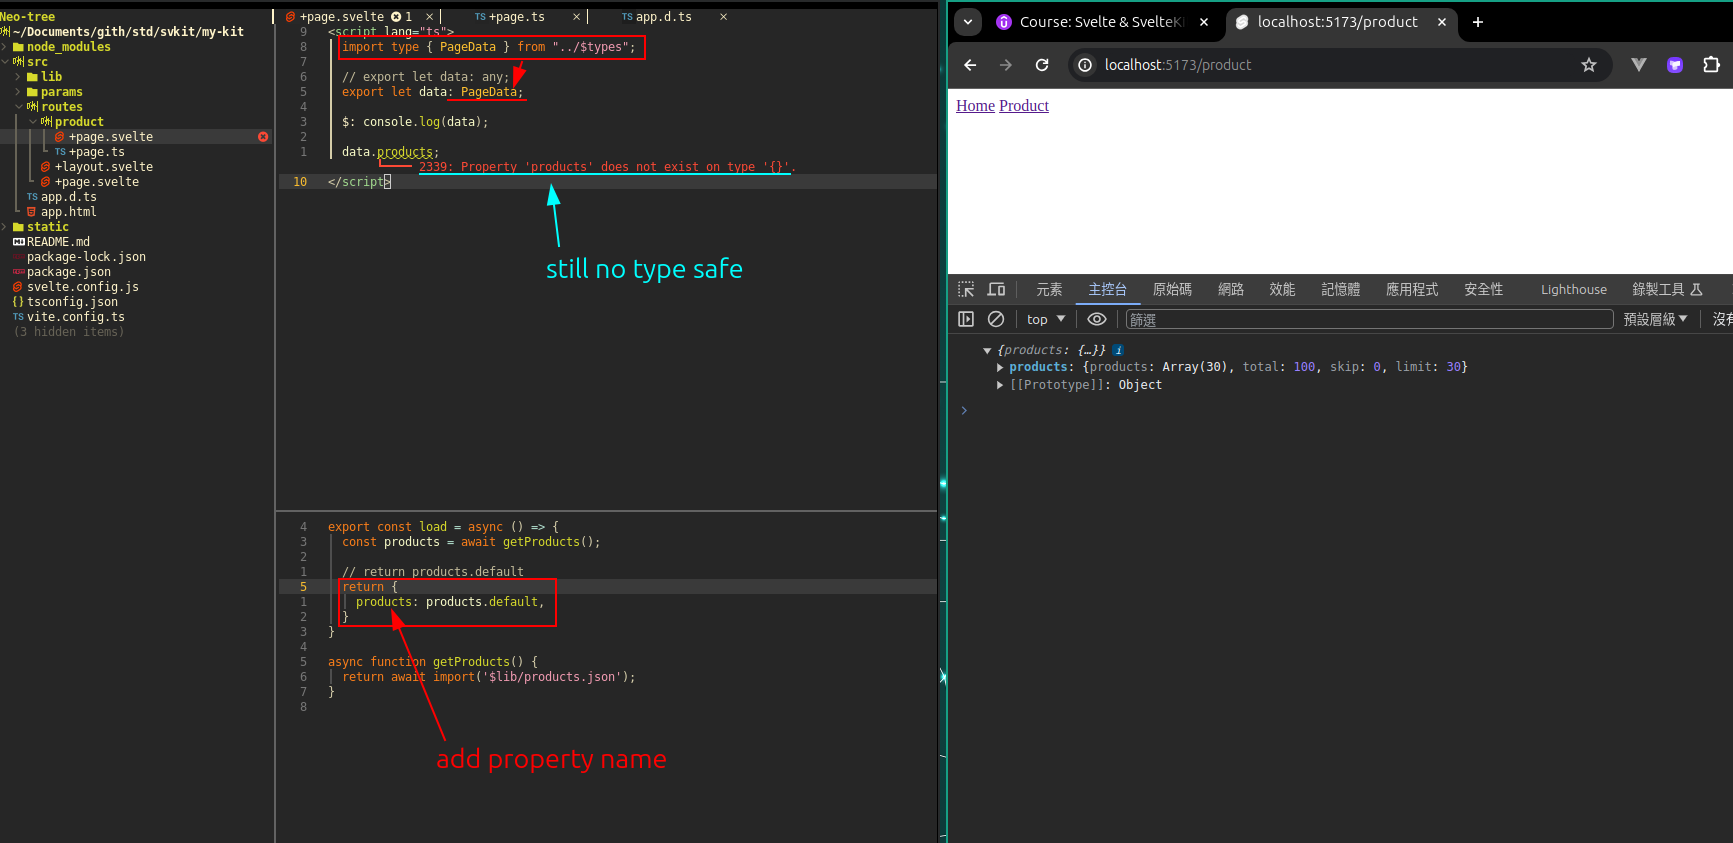 Neo-tree
~/Documents/gith/std/svkit/my-kit
node_modules
src
lib
params
routes
product
+page.svelte
TS +page.ts
+layout.svelte
+page.svelte
TS app.d.ts
app.html
static
README.md
package-lock.json
package.json
svelte.config.js
{} tsconfig.json
TS vite.config.ts
(3 hidden items)
+page.svelte 1 × TS +page.ts × TS app.d.ts ×
9 <script lang="ts">
8 import type { PageData } from "../$types";
7
6 // export let data: any;
5 export let data: PageData;
4
3 $: console.log(data);
2
1 data.products;
2339: Property 'products' does not exist on type '{}'.
10 </script>
still no type safe
4 export const load = async () => {
3 const products = await getProducts();
2
1 // return products.default
5 return {
1 products: products.default,
2 }
3 }
4
5 async function getProducts() {
6 return await import('$lib/products.json');
7 }
8
add property name
Course: Svelte & SvelteKi ×
localhost:5173/product × +
localhost:5173/product
Home Product
元素 主控台 原始碼 網路 效能 記憶體 應用程式 安全性 Lighthouse 錄製工具
top 篩選 預設層級 沒有
{products: {…}} i
products: {products: Array(30), total: 100, skip: 0, limit: 30}
[[Prototype]]: Object